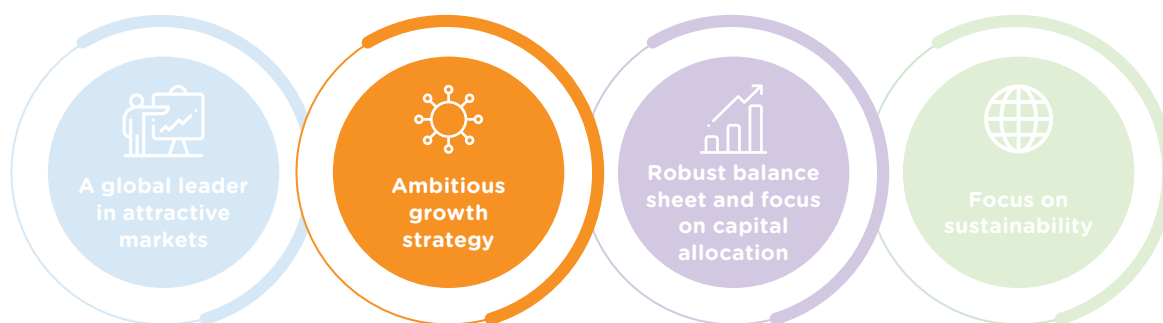 A global leader
in attractive
markets
Ambitious
growth
strategy
Robust balance
sheet and focus
on capital
allocation
Focus on
sustainability